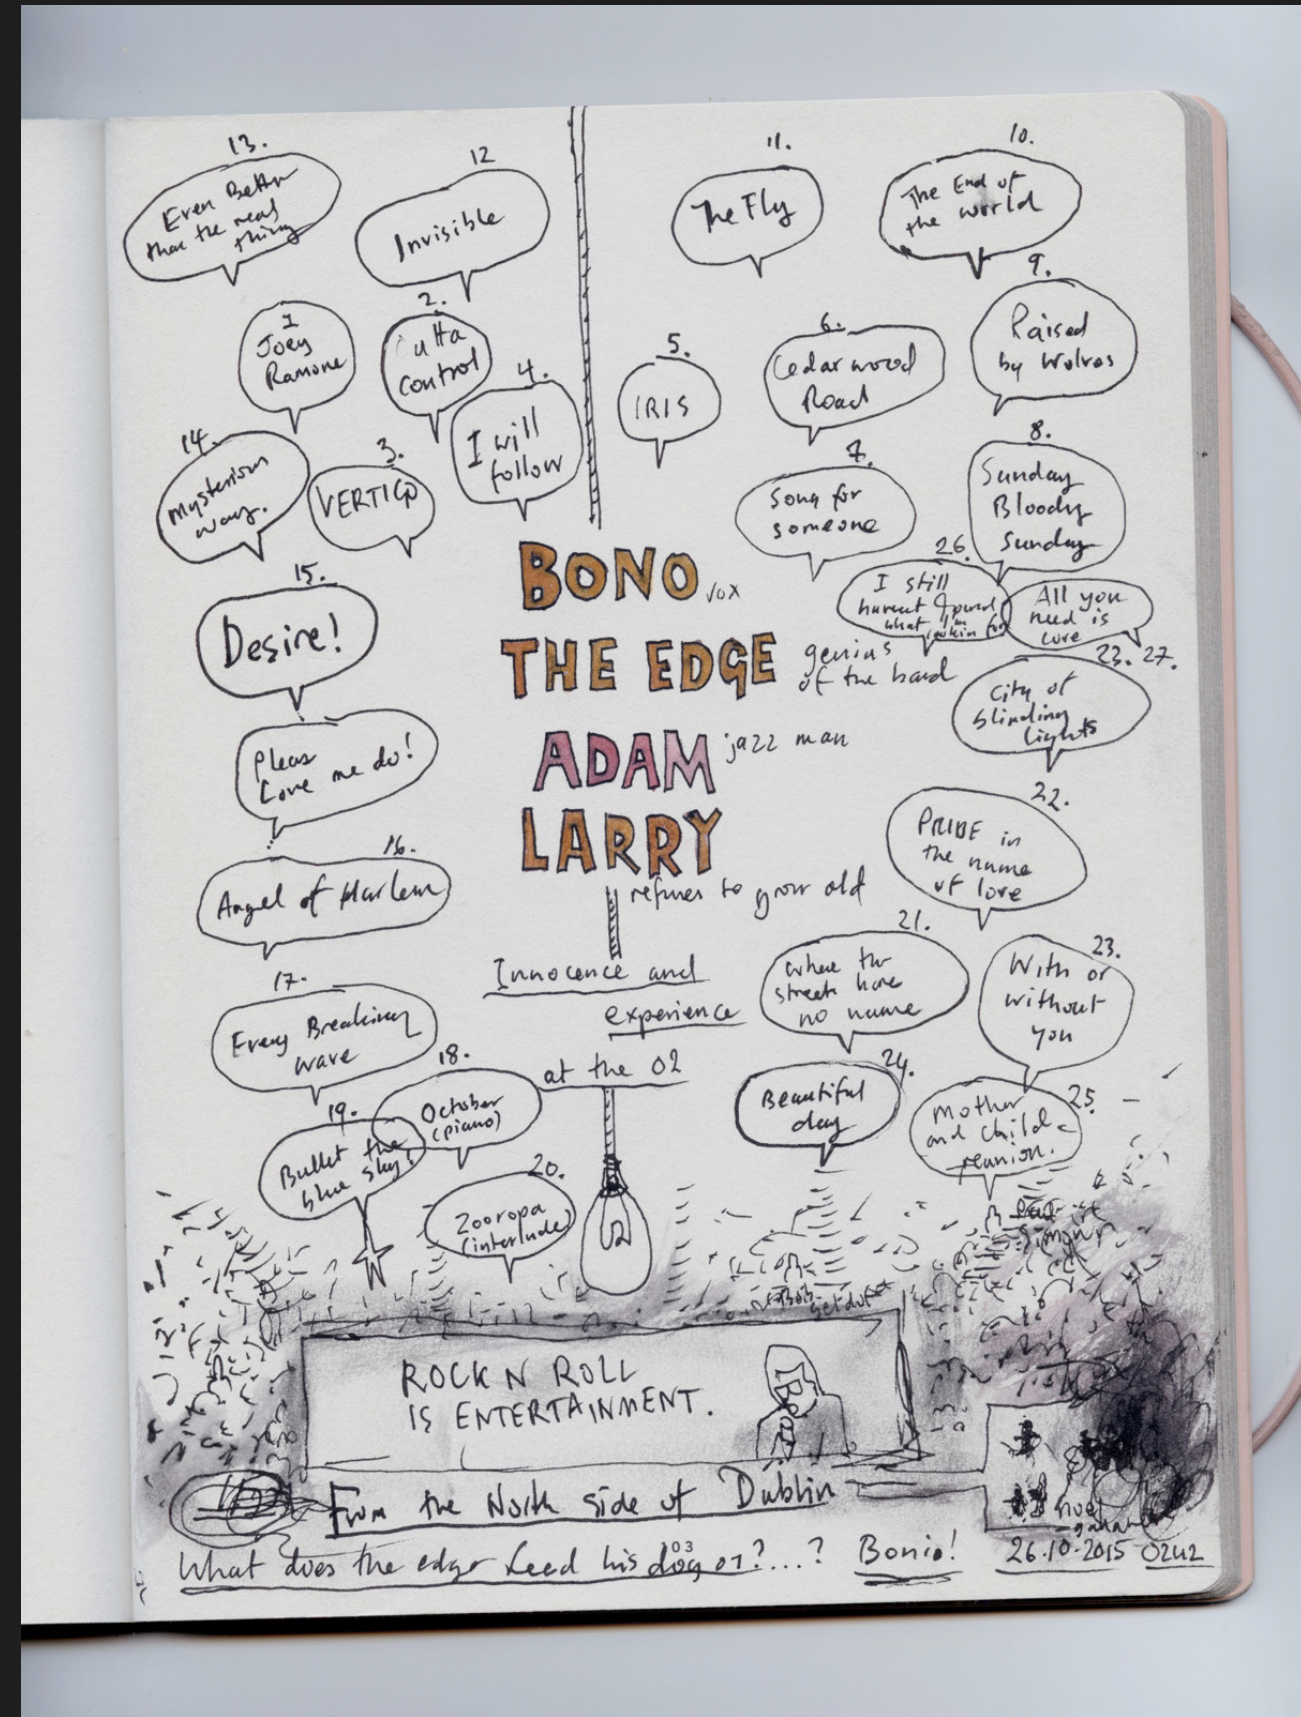 13.
Even Better
than the real
thing
12
Invisible
11.
The Fly
10.
The End of
the world
1
Joey
Ramone
2.
Outta
control
4.
I will
follow
5.
IRIS
6.
Cedarwood
Road
9.
Raised
by Wolves
14.
Mysterious
ways.
3.
VERTIGO
7.
Song for
someone
8.
Sunday
Bloody
Sunday
15.
Desire!
BONO vox
THE EDGE genius
of the band
ADAM jazz man
LARRY
refuses to grow old
26.
I still
havent found
what I'm
lookin for
All you
need is
love
27.
23.
City of
blinding
lights
Please
Love me do!
16.
Angel of Harlem
22.
PRIDE in
the name
of love
17.
Every Breaking
wave
Innocence and
experience
at the O2
21.
where the
streets have
no name
23.
With or
without
you
18.
October
(piano)
19.
Bullet the
blue sky!
20.
Zooropa
(interlude)
U2
24.
Beautiful
day
25.
Mother
and child
reunion.
Bob
geldof
ROCK N ROLL
IS ENTERTAINMENT.
From the North side of Dublin
noel
What does the edge feed his dog on?...? Bonio!
03
26.10.2015 02U2